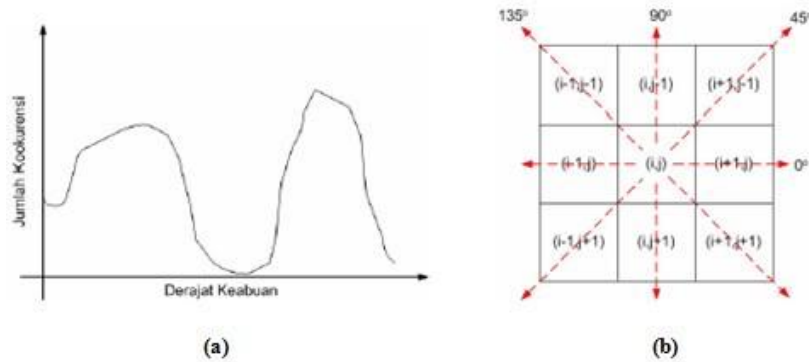 Jumlah Kookurensi
Derajat Keabuan
(a)
135° 90° 45°
(i-1,j-1) (i,j-1) (i+1,j-1)
(i-1,j) (i,j) (i+1,j) 0°
(i-1,j+1) (i,j+1) (i+1,j+1)
(b)